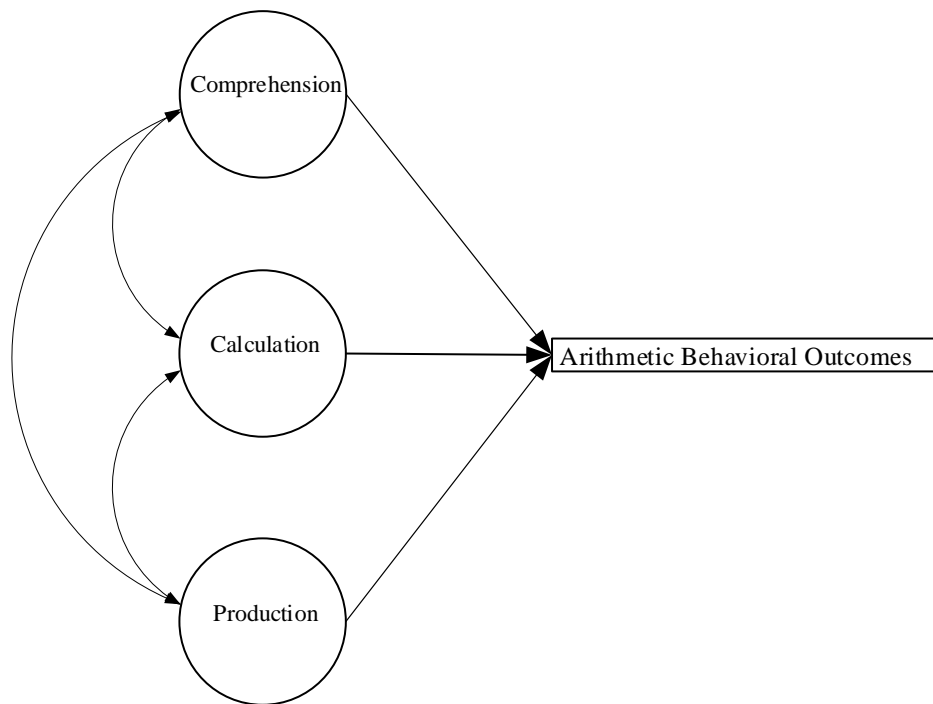 Comprehension
Calculation
Arithmetic Behavioral Outcomes
Production